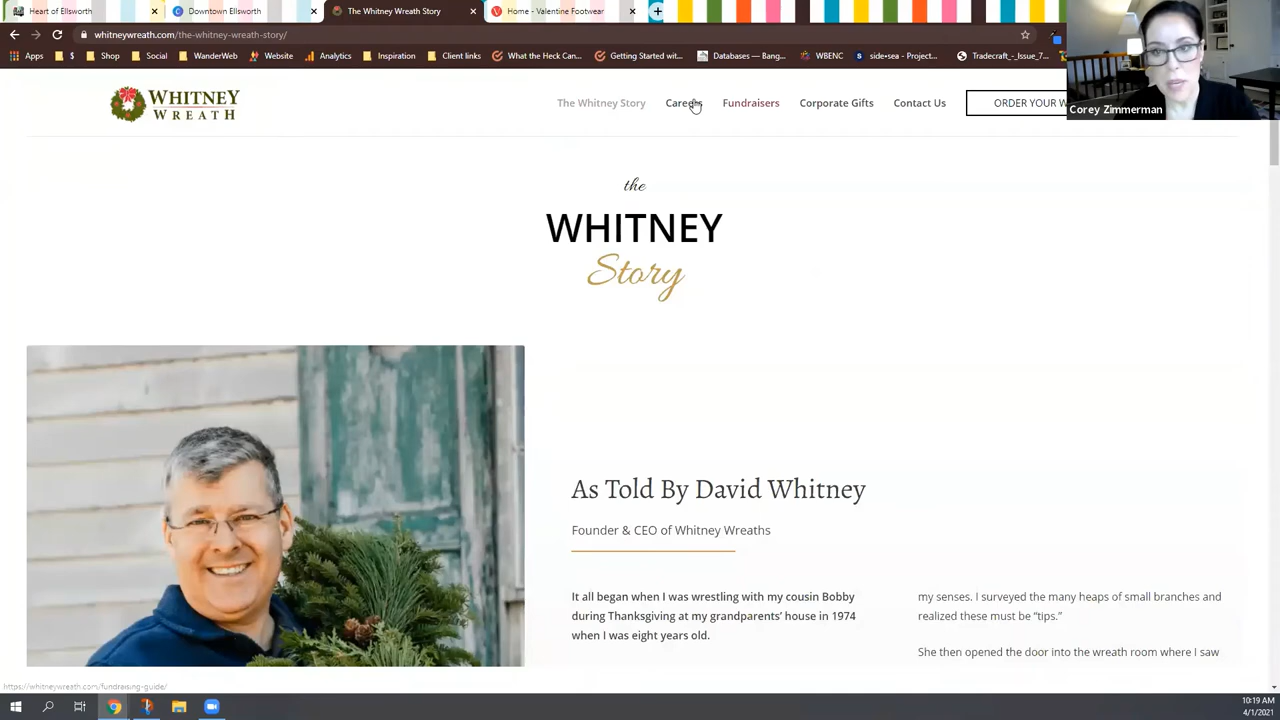 Heart of Ellsworth
Downtown Ellsworth
The Whitney Wreath Story
Home - Valentine Footwear
whitneywreath.com/the-whitney-wreath-story/
Apps
$
Shop
Social
WanderWeb
Website
Analytics
Inspiration
Client links
What the Heck Can...
Getting Started wit...
Databases — Bang...
WBENC
side•sea - Project...
Tradecraft_-_Issue_7...
Corey Zimmerman
WHITNEY
WREATH
The Whitney Story
Careers
Fundraisers
Corporate Gifts
Contact Us
ORDER YOUR W
the
WHITNEY
Story
As Told By David Whitney
Founder & CEO of Whitney Wreaths
It all began when I was wrestling with my cousin Bobby
during Thanksgiving at my grandparents' house in 1974
when I was eight years old.
my senses. I surveyed the many heaps of small branches and
realized these must be “tips.”
She then opened the door into the wreath room where I saw
https://whitneywreath.com/fundraising-guide/
10:19 AM
4/1/2021